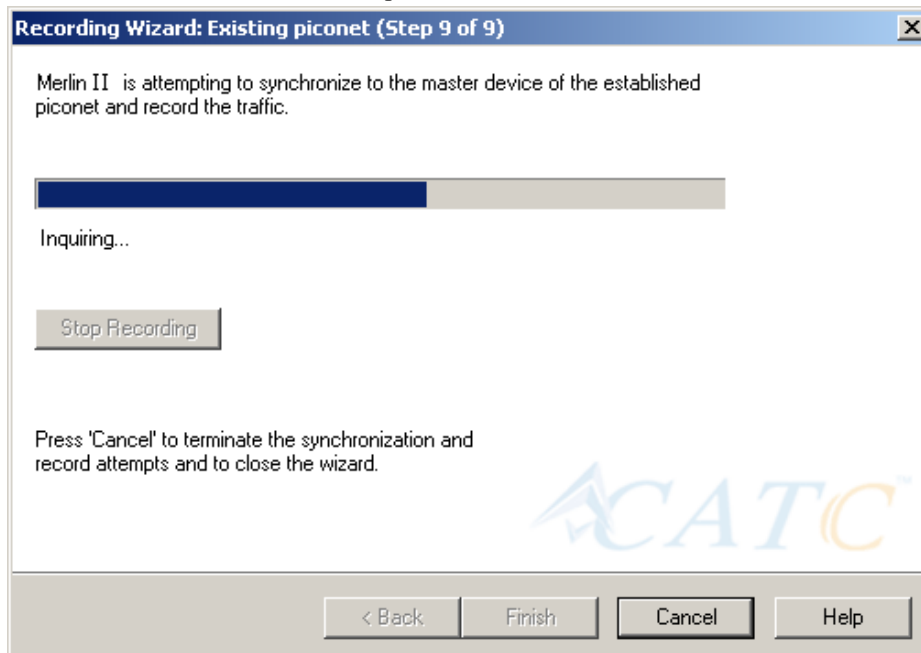 Recording Wizard: Existing piconet (Step 9 of 9)
Merlin II is attempting to synchronize to the master device of the established
piconet and record the traffic.
Inquiring...
Stop Recording
Press 'Cancel' to terminate the synchronization and
record attempts and to close the wizard.
CATC™
< Back Finish Cancel Help